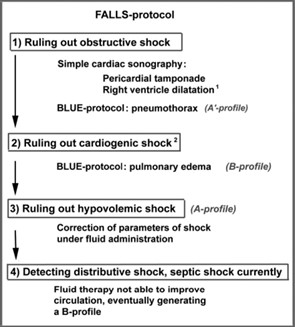 FALLS-protocol
1) Ruling out obstructive shock
Simple cardiac sonography:
Pericardial tamponade
Right ventricle dilatation 1
BLUE-protocol: pneumothorax (A'-profile)
2) Ruling out cardiogenic shock 2
BLUE-protocol: pulmonary edema (B-profile)
3) Ruling out hypovolemic shock (A-profile)
Correction of parameters of shock
under fluid administration
4) Detecting distributive shock, septic shock currently
Fluid therapy not able to improve
circulation, eventually generating
a B-profile